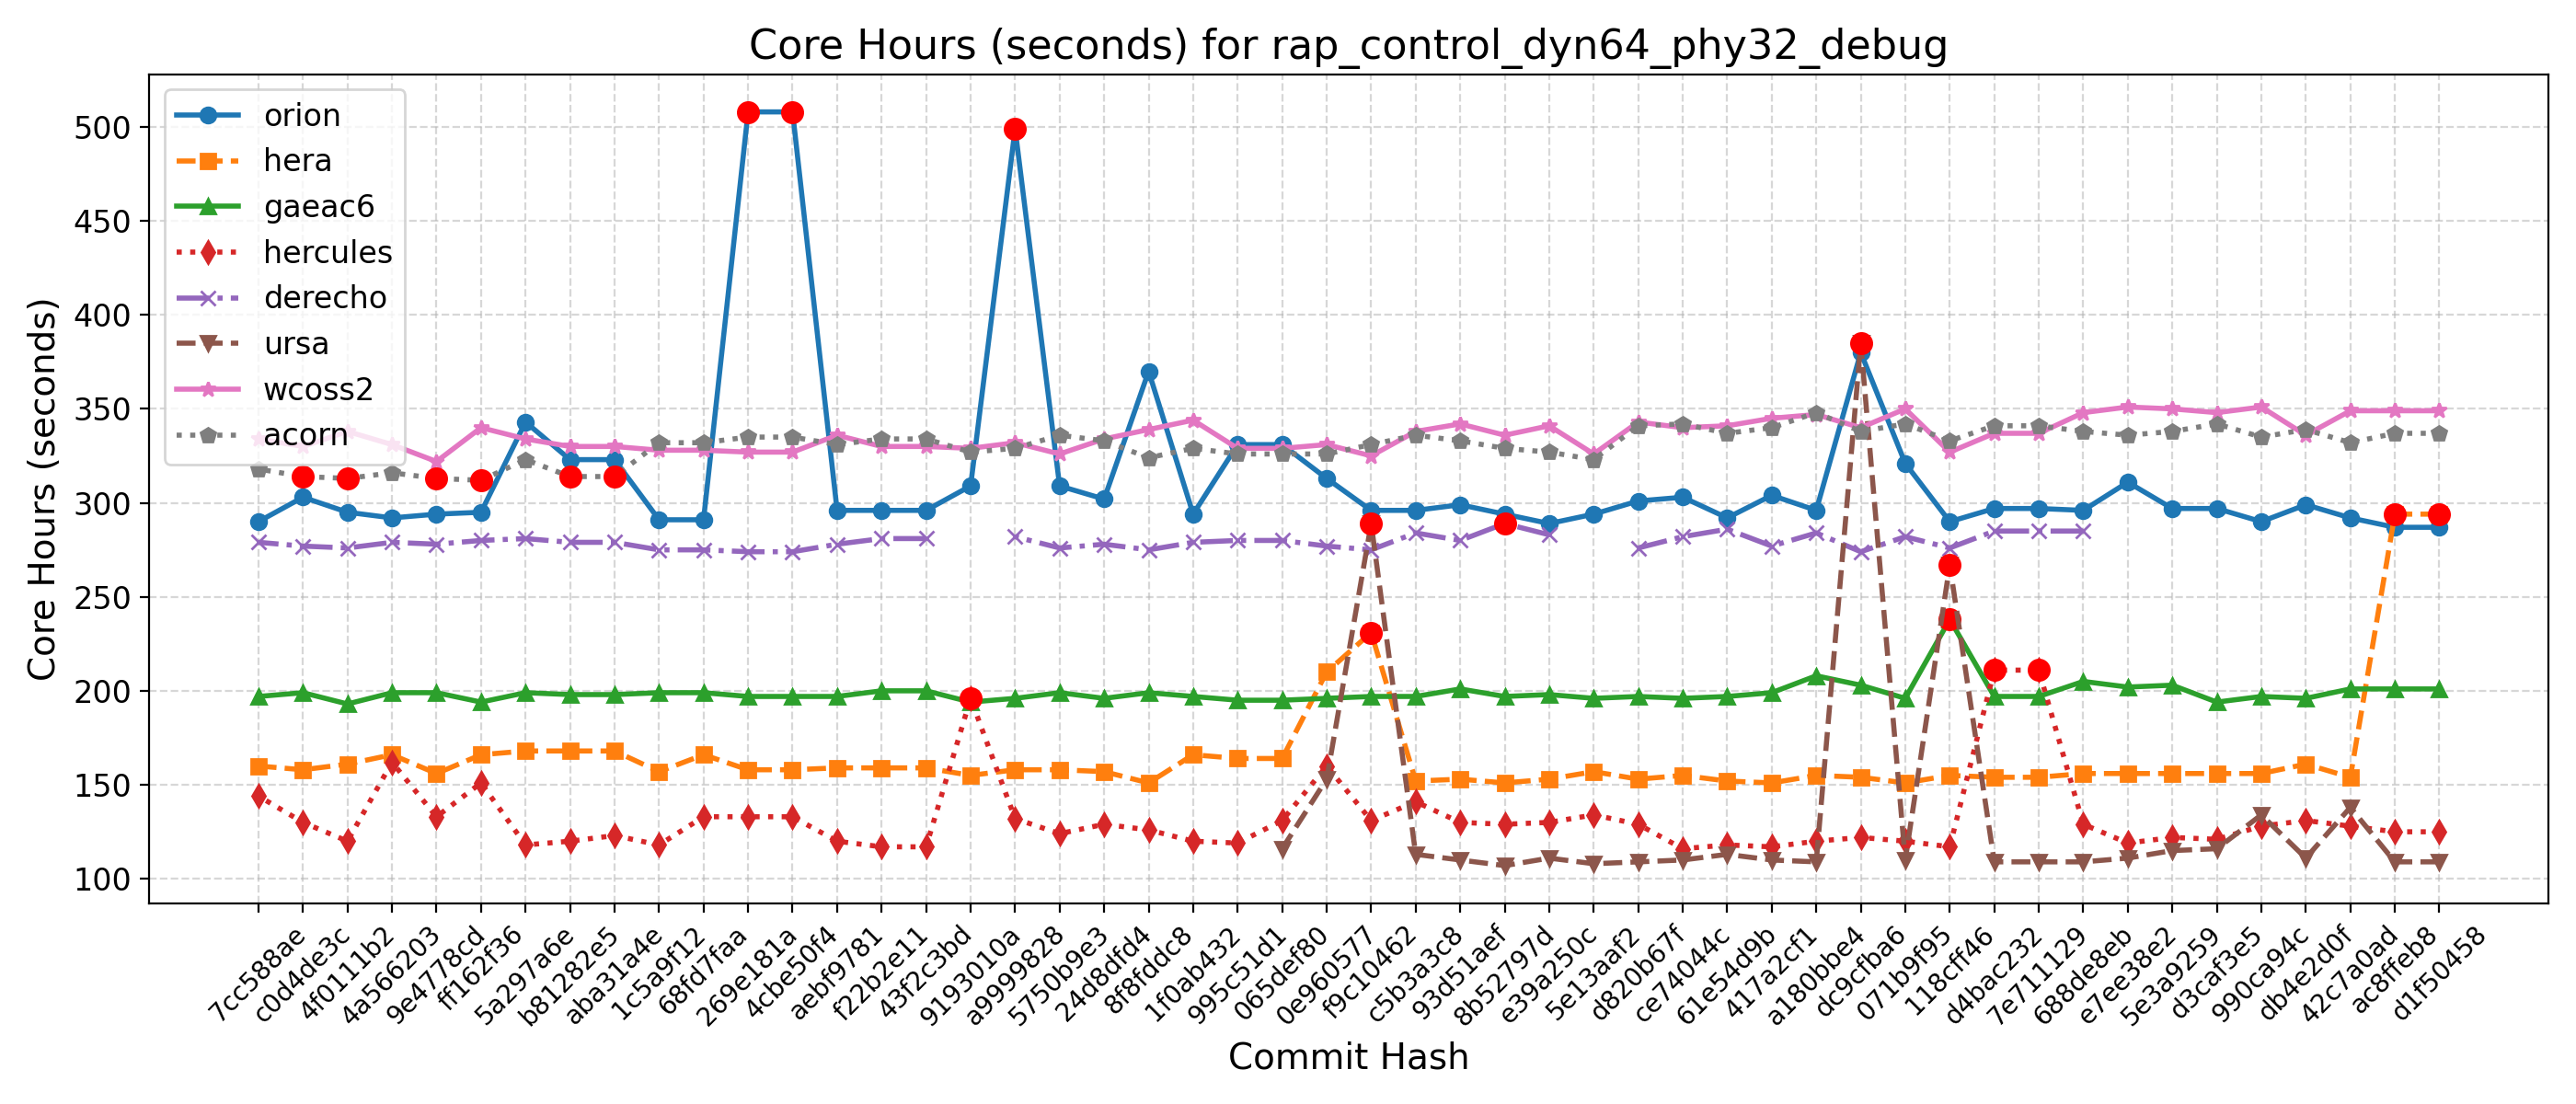 Core Hours (seconds) for rap_control_dyn64_phy32_debug
orion
hera
gaeac6
hercules
derecho
ursa
wcoss2
acorn
Core Hours (seconds)
500
450
400
350
300
250
200
150
100
7cc588ae
c0d4de3c
4f0111b2
4a566203
9e4778cd
ff162f36
5a297a6e
b81282e5
aba31a4e
1c5a9f12
68fd7faa
269e181a
4cbe50f4
aebf9781
f22b2e11
43f2c3bd
9193010a
a9999828
5750b9e3
24d8dfd4
8f8fddc8
1f0ab432
995c51d1
065def80
0e960577
f9c10462
c5b3a3c8
93d51aef
8b52797d
e39a250c
5e13aaf2
d820b67f
ce74044c
61e54d9b
417a2cf1
a180bbe4
dc9cfba6
071b9f95
118cff46
d4bac232
7e711129
688de8eb
e7ee38e2
5e3a9259
d3caf3e5
990ca94c
db4e2d0f
42c7a0ad
ac8ffeb8
d1f50458
Commit Hash